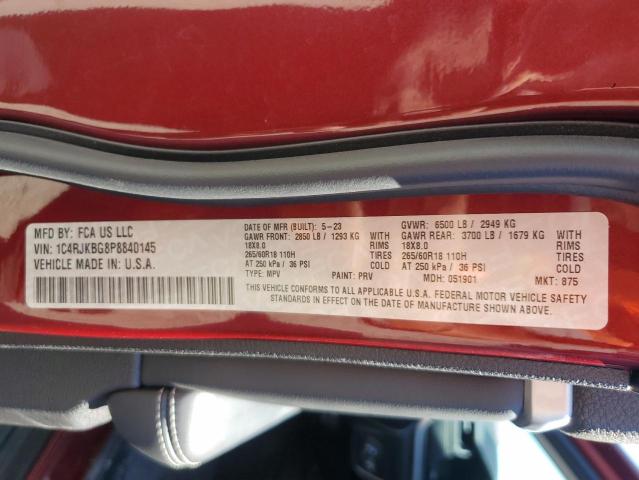 MFD BY: FCA US LLC
VIN: 1C4RJKBG8P8840145
VEHICLE MADE IN: U.S.A.
DATE OF MFR (BUILT): 5-23
GAWR FRONT: 2850 LB / 1293 KG WITH
18X8.0 RIMS
265/60R18 110H TIRES
AT 250 kPa / 36 PSI COLD
TYPE: MPV PAINT: PRV
GVWR: 6500 LB / 2949 KG
GAWR REAR: 3700 LB / 1679 KG WITH
18X8.0 RIMS
265/60R18 110H TIRES
AT 250 kPa / 36 PSI COLD
MDH: 051901 MKT: 875
THIS VEHICLE CONFORMS TO ALL APPLICABLE U.S.A. FEDERAL MOTOR VEHICLE SAFETY
STANDARDS IN EFFECT ON THE DATE OF MANUFACTURE SHOWN ABOVE.